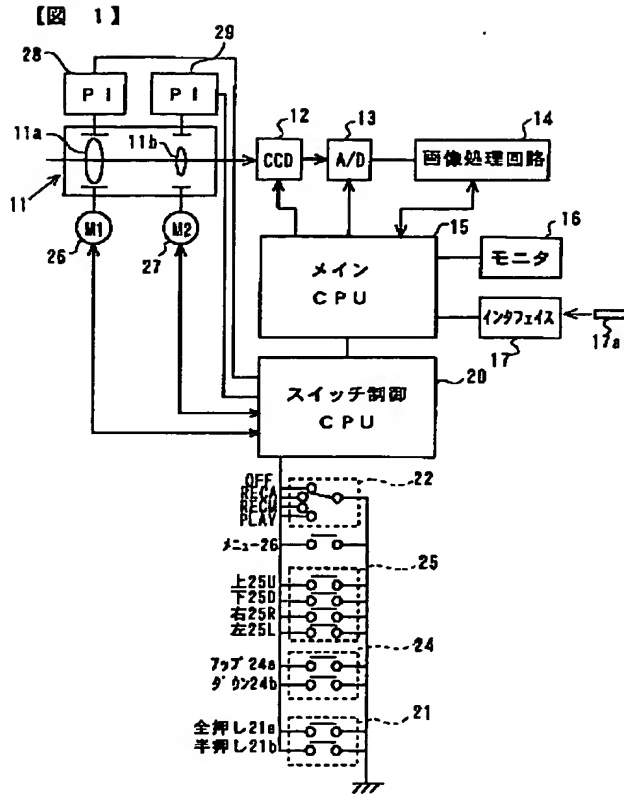 【図 1】
28
29
PI
PI
11a
11b
11
12
CCD
13
A/D
14
画像処理回路
M1
26
M2
27
15
メイン
CPU
16
モニタ
インタフェイス
17
17a
スイッチ制御
CPU
20
OFF
RECA
RECM
PLAY
22
メニュー26
25
上25U
下25D
右25R
左25L
24
アップ24a
ダウン24b
21
全押し21a
半押し21b